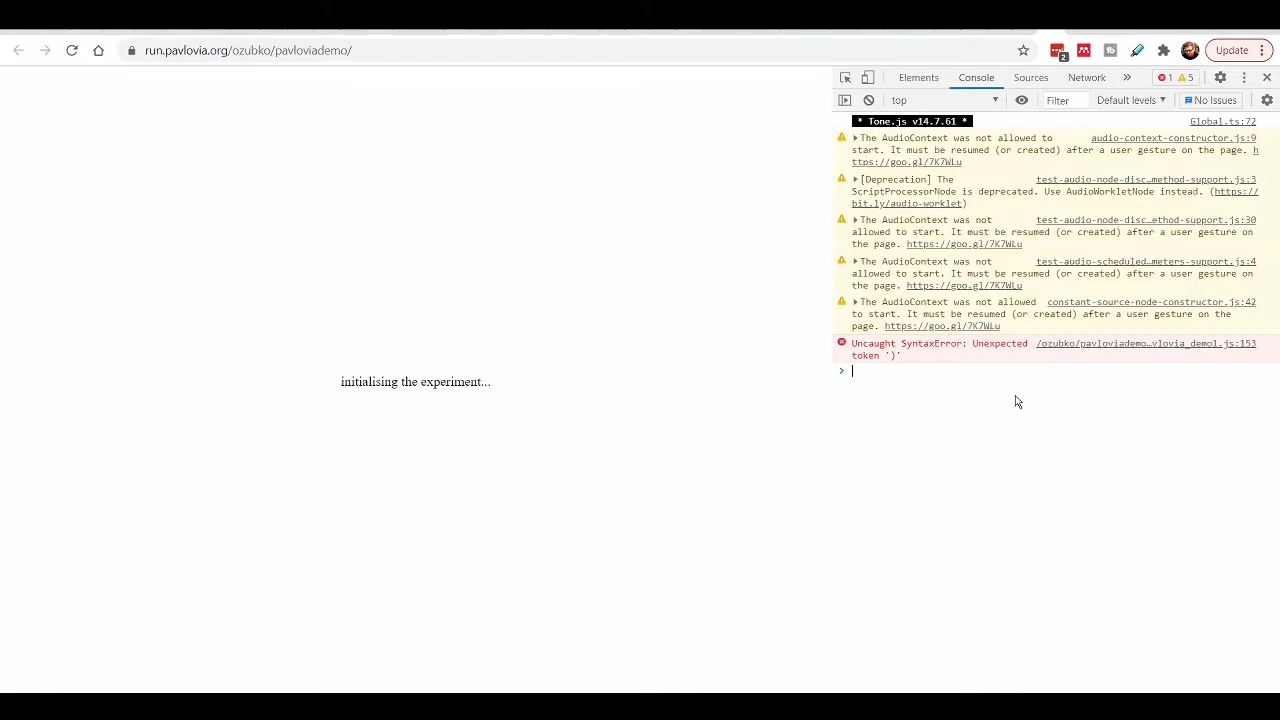 run.pavlovia.org/ozubko/pavloviademo/
2
Update
Elements Console Sources Network » 1 5
top Filter Default levels No Issues
* Tone.js v14.7.61 * Global.ts:72
The AudioContext was not allowed to audio-context-constructor.js:9
start. It must be resumed (or created) after a user gesture on the page. h
ttps://goo.gl/7K7WLu
[Deprecation] The test-audio-node-disc…method-support.js:3
ScriptProcessorNode is deprecated. Use AudioWorkletNode instead. (https://
bit.ly/audio-worklet)
The AudioContext was not test-audio-node-disc…ethod-support.js:30
allowed to start. It must be resumed (or created) after a user gesture on
the page. https://goo.gl/7K7WLu
The AudioContext was not test-audio-scheduled…meters-support.js:4
allowed to start. It must be resumed (or created) after a user gesture on
the page. https://goo.gl/7K7WLu
The AudioContext was not allowed constant-source-node-constructor.js:42
to start. It must be resumed (or created) after a user gesture on the
page. https://goo.gl/7K7WLu
Uncaught SyntaxError: Unexpected /ozubko/pavloviademo…vlovia_demo1.js:153
token ')'
initialising the experiment...